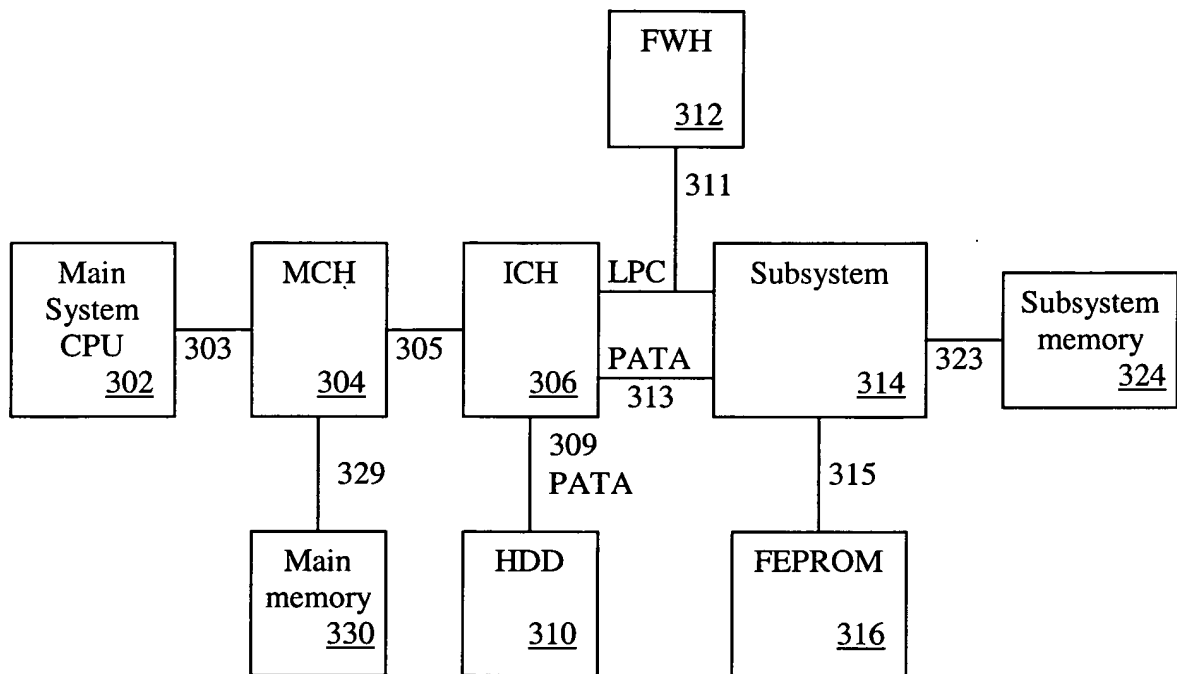 FWH
312
311
Main
System
CPU
302
303
MCH
304
305
ICH
306
LPC
PATA
313
Subsystem
314
323
Subsystem
memory
324
329
309
PATA
315
Main
memory
330
HDD
310
FEPROM
316